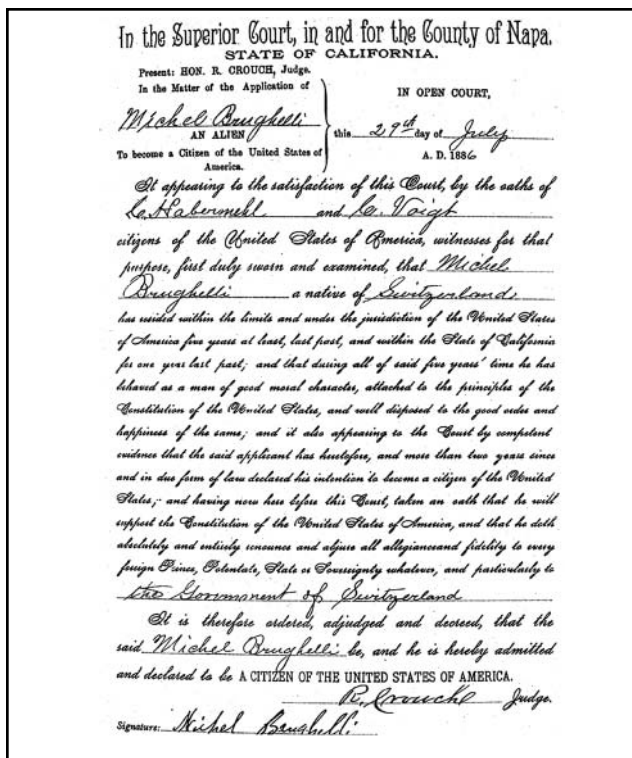 In the Superior Court, in and for the County of Napa.
STATE OF CALIFORNIA.
Present: HON. R. CROUCH, Judge.
In the Matter of the Application of
Michel Brughelli
AN ALIEN
To become a Citizen of the United States of
America.
IN OPEN COURT,
this 29th day of July
A. D. 1886
It appearing to the satisfaction of this Court, by the oaths of
C. Habermehl and C. Voigt
citizens of the United States of America, witnesses for that
purpose, first duly sworn and examined, that Michel
Brughelli a native of Switzerland
has resided within the limits and under the jurisdiction of the United States
of America five years at least, last past, and within the State of California
for one year last past; and that during all of said five years' time he has
behaved as a man of good moral character, attached to the principles of the
Constitution of the United States, and well disposed to the good order and
happiness of the same; and it also appearing to the Court by competent
evidence that the said applicant has heretofore, and more than two years since
and in due form of law declared his intention to become a citizen of the United
States; and having now here before this Court, taken an oath that he will
support the Constitution of the United States of America, and that he doth
absolutely and entirely renounce and abjure all allegiance and fidelity to every
foreign Prince, Potentate, State or Sovereignty whatever, and particularly to
the Government of Switzerland
It is therefore ordered, adjudged and decreed, that the
said Michel Brughelli be, and he is hereby admitted
and declared to be A CITIZEN OF THE UNITED STATES OF AMERICA.
R. Crouch Judge.
Signature: Michel Brughelli